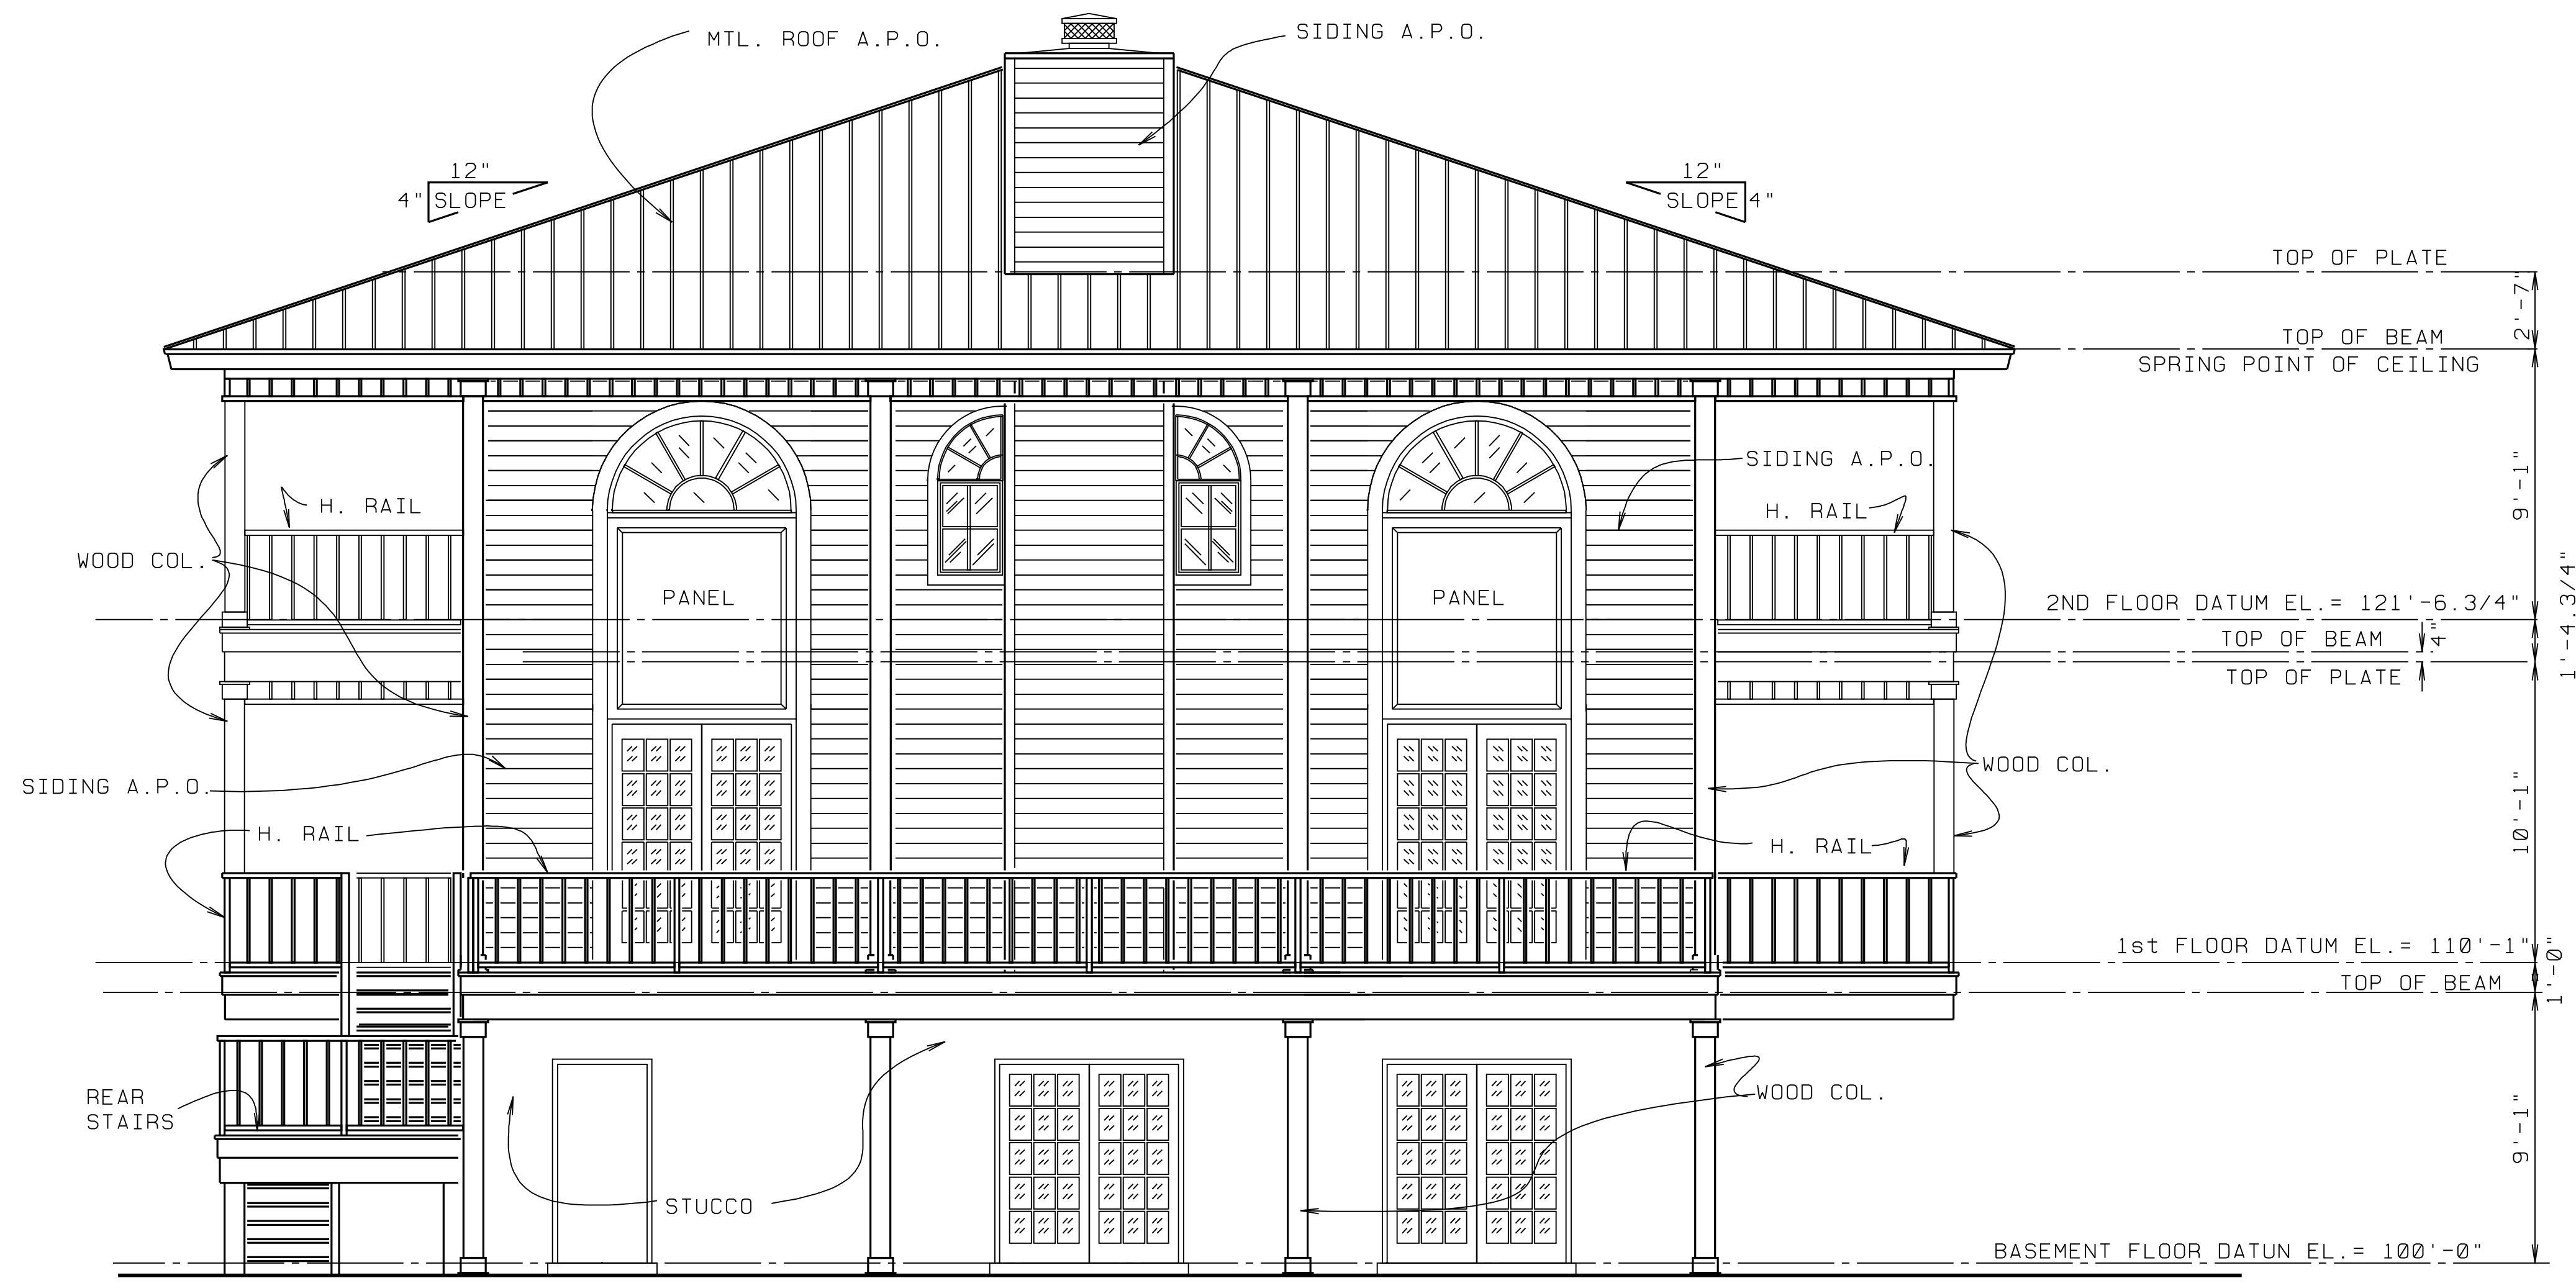 MTL. ROOF A.P.O.
SIDING A.P.O.
12"
4" SLOPE
12"
SLOPE 4"
TOP OF PLATE
2'-7"
TOP OF BEAM
SPRING POINT OF CEILING
SIDING A.P.O.
9'-1"
H. RAIL
H. RAIL
WOOD COL.
PANEL
PANEL
2ND FLOOR DATUM EL.= 121'-6.3/4"
1'-4.3/4"
TOP OF BEAM
4"
TOP OF PLATE
SIDING A.P.O.
WOOD COL.
10'-1"
H. RAIL
H. RAIL
1st FLOOR DATUM EL.= 110'-1"
TOP OF BEAM
1'-0"
REAR
STAIRS
WOOD COL.
9'-1"
STUCCO
BASEMENT FLOOR DATUN EL.= 100'-0"